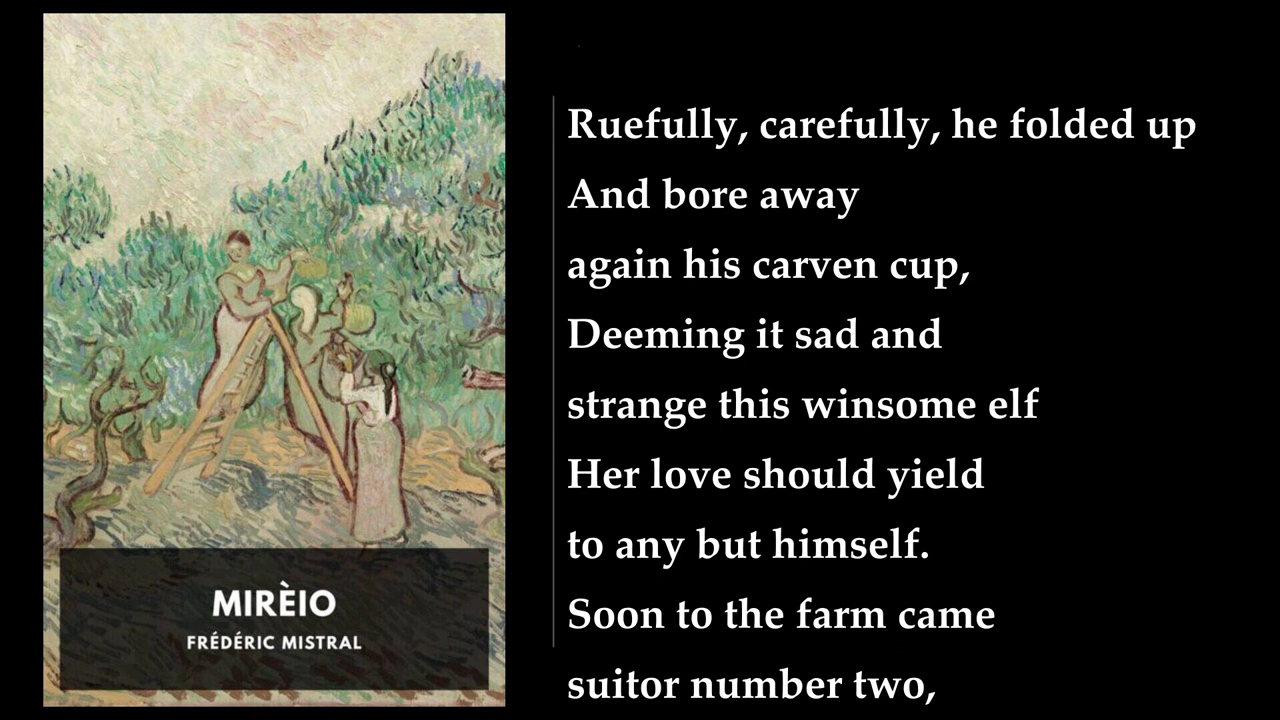 MIRÈIO
FRÉDÉRIC MISTRAL
Ruefully, carefully, he folded up
And bore away
again his carven cup,
Deeming it sad and
strange this winsome elf
Her love should yield
to any but himself.
Soon to the farm came
suitor number two,